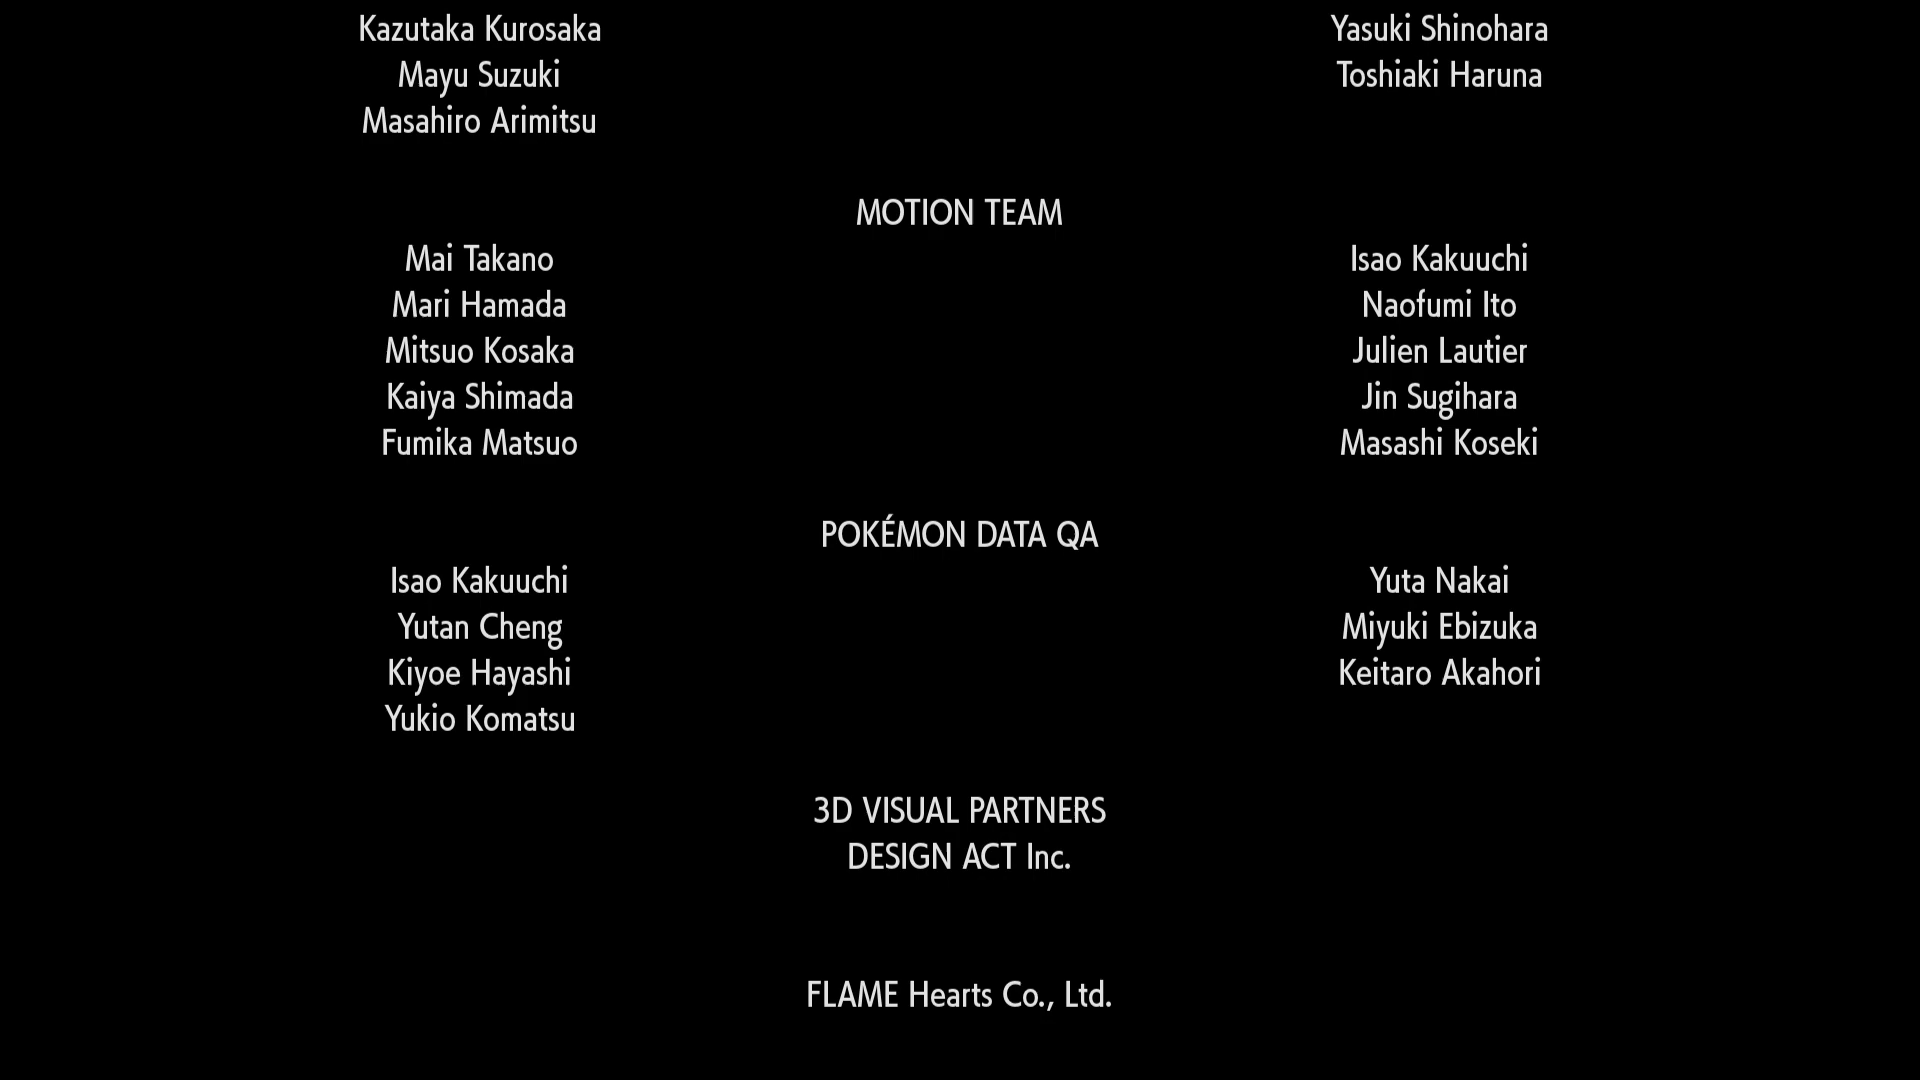 Kazutaka Kurosaka Yasuki Shinohara
Mayu Suzuki Toshiaki Haruna
Masahiro Arimitsu
MOTION TEAM
Mai Takano Isao Kakuuchi
Mari Hamada Naofumi Ito
Mitsuo Kosaka Julien Lautier
Kaiya Shimada Jin Sugihara
Fumika Matsuo Masashi Koseki
POKÉMON DATA QA
Isao Kakuuchi Yuta Nakai
Yutan Cheng Miyuki Ebizuka
Kiyoe Hayashi Keitaro Akahori
Yukio Komatsu
3D VISUAL PARTNERS
DESIGN ACT Inc.
FLAME Hearts Co., Ltd.